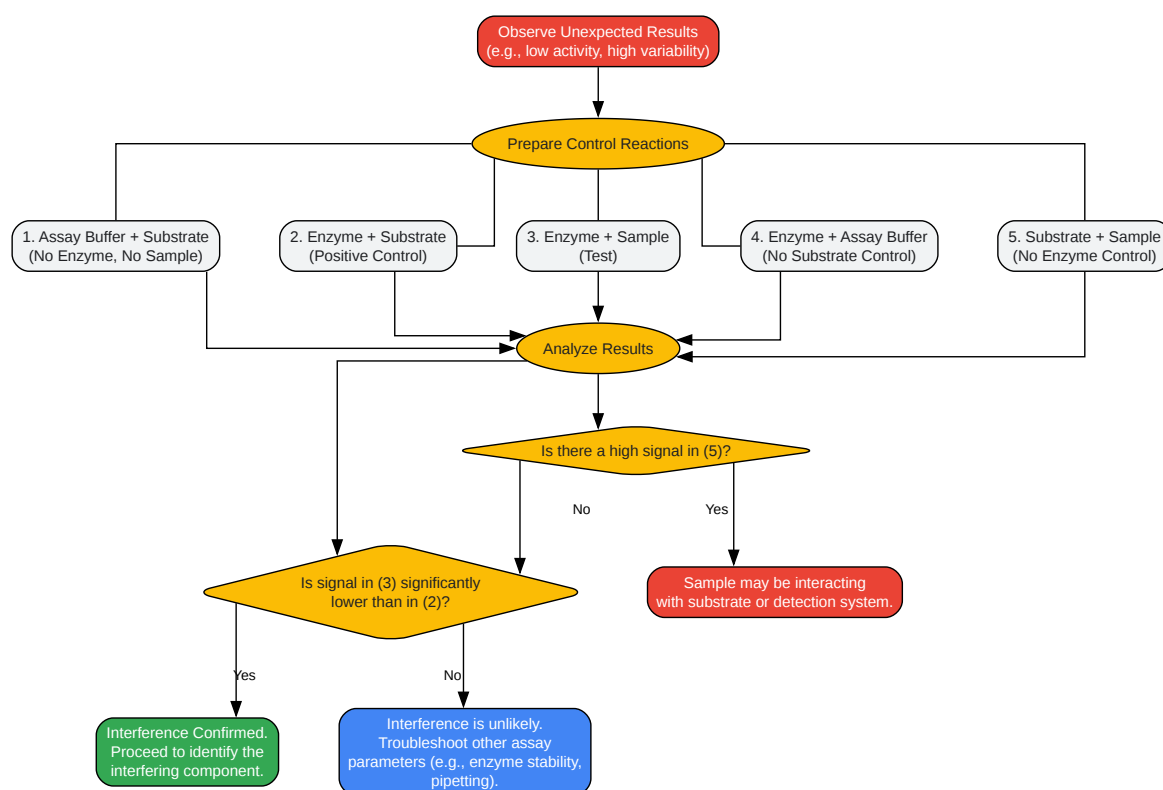 Observe Unexpected Results
(e.g., low activity, high variability)
Prepare Control Reactions
1. Assay Buffer + Substrate
(No Enzyme, No Sample)
2. Enzyme + Substrate
(Positive Control)
3. Enzyme + Sample
(Test)
4. Enzyme + Assay Buffer
(No Substrate Control)
5. Substrate + Sample
(No Enzyme Control)
Analyze Results
Is there a high signal in (5)?
No
Yes
Is signal in (3) significantly
lower than in (2)?
Sample may be interacting
with substrate or detection system.
Yes
No
Interference Confirmed.
Proceed to identify the
interfering component.
Interference is unlikely.
Troubleshoot other assay
parameters (e.g., enzyme stability,
pipetting).